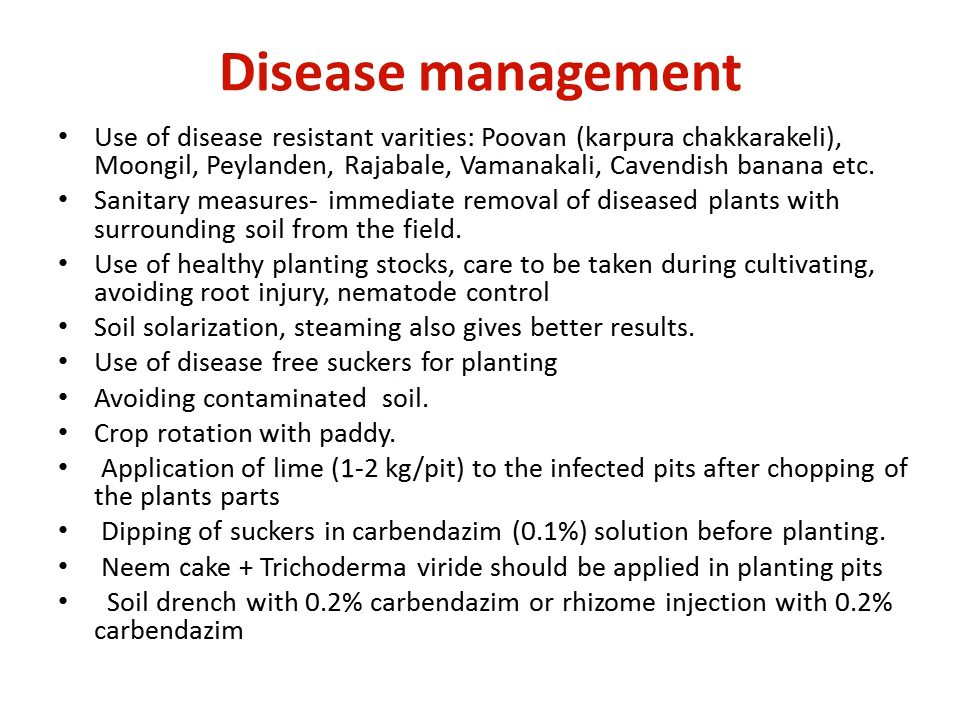 Disease management
• Use of disease resistant varities: Poovan (karpura chakkarakeli),
Moongil, Peylanden, Rajabale, Vamanakali, Cavendish banana etc.
• Sanitary measures- immediate removal of diseased plants with
surrounding soil from the field.
• Use of healthy planting stocks, care to be taken during cultivating,
avoiding root injury, nematode control
• Soil solarization, steaming also gives better results.
• Use of disease free suckers for planting
• Avoiding contaminated  soil.
• Crop rotation with paddy.
• Application of lime (1-2 kg/pit) to the infected pits after chopping of
the plants parts
• Dipping of suckers in carbendazim (0.1%) solution before planting.
• Neem cake + Trichoderma viride should be applied in planting pits
• Soil drench with 0.2% carbendazim or rhizome injection with 0.2%
carbendazim